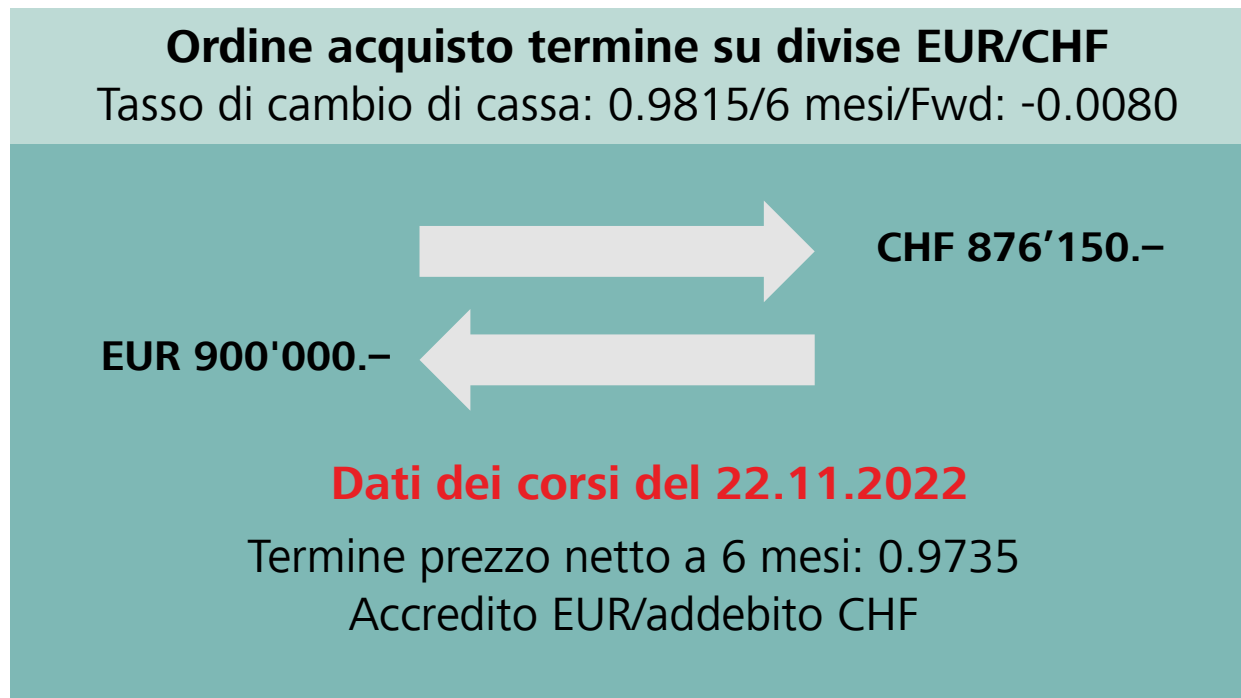 Ordine acquisto termine su divise EUR/CHF
Tasso di cambio di cassa: 0.9815/6 mesi/Fwd: -0.0080
CHF 876’150.–
EUR 900'000.–
Dati dei corsi del 22.11.2022
Termine prezzo netto a 6 mesi: 0.9735
Accredito EUR/addebito CHF